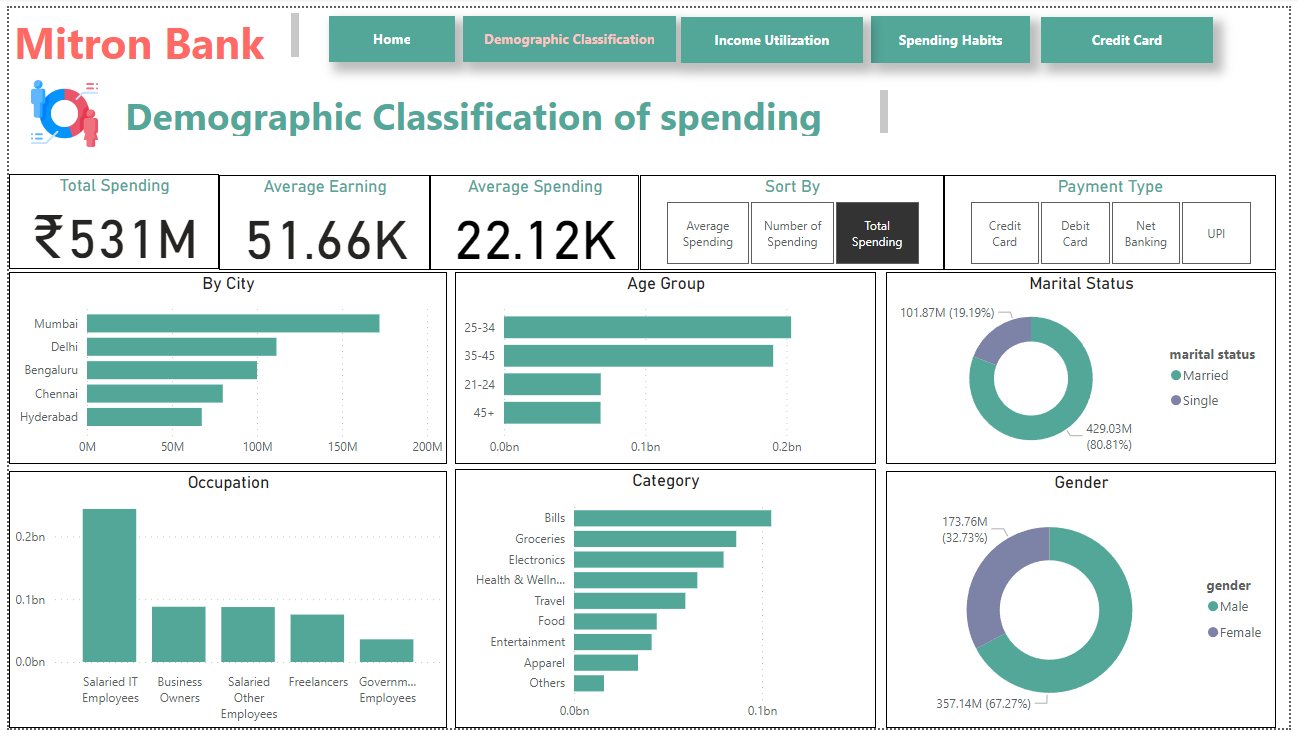 Mitron Bank
Home
Demographic Classification
Income Utilization
Spending Habits
Credit Card
Demographic Classification of spending
Total Spending
₹531M
Average Earning
51.66K
Average Spending
22.12K
Sort By
Average
Spending
Number of
Spending
Total
Spending
Payment Type
Credit
Card
Debit
Card
Net
Banking
UPI
By City
Mumbai
Delhi
Bengaluru
Chennai
Hyderabad
0M
50M
100M
150M
200M
Age Group
25-34
35-45
21-24
45+
0.0bn
0.1bn
0.2bn
Marital Status
101.87M (19.19%)
429.03M
(80.81%)
marital status
Married
Single
Occupation
0.2bn
0.1bn
0.0bn
Salaried IT
Employees
Business
Owners
Salaried
Other
Employees
Freelancers
Governm...
Employees
Category
Bills
Groceries
Electronics
Health & Welln...
Travel
Food
Entertainment
Apparel
Others
0.0bn
0.1bn
Gender
173.76M
(32.73%)
357.14M (67.27%)
gender
Male
Female